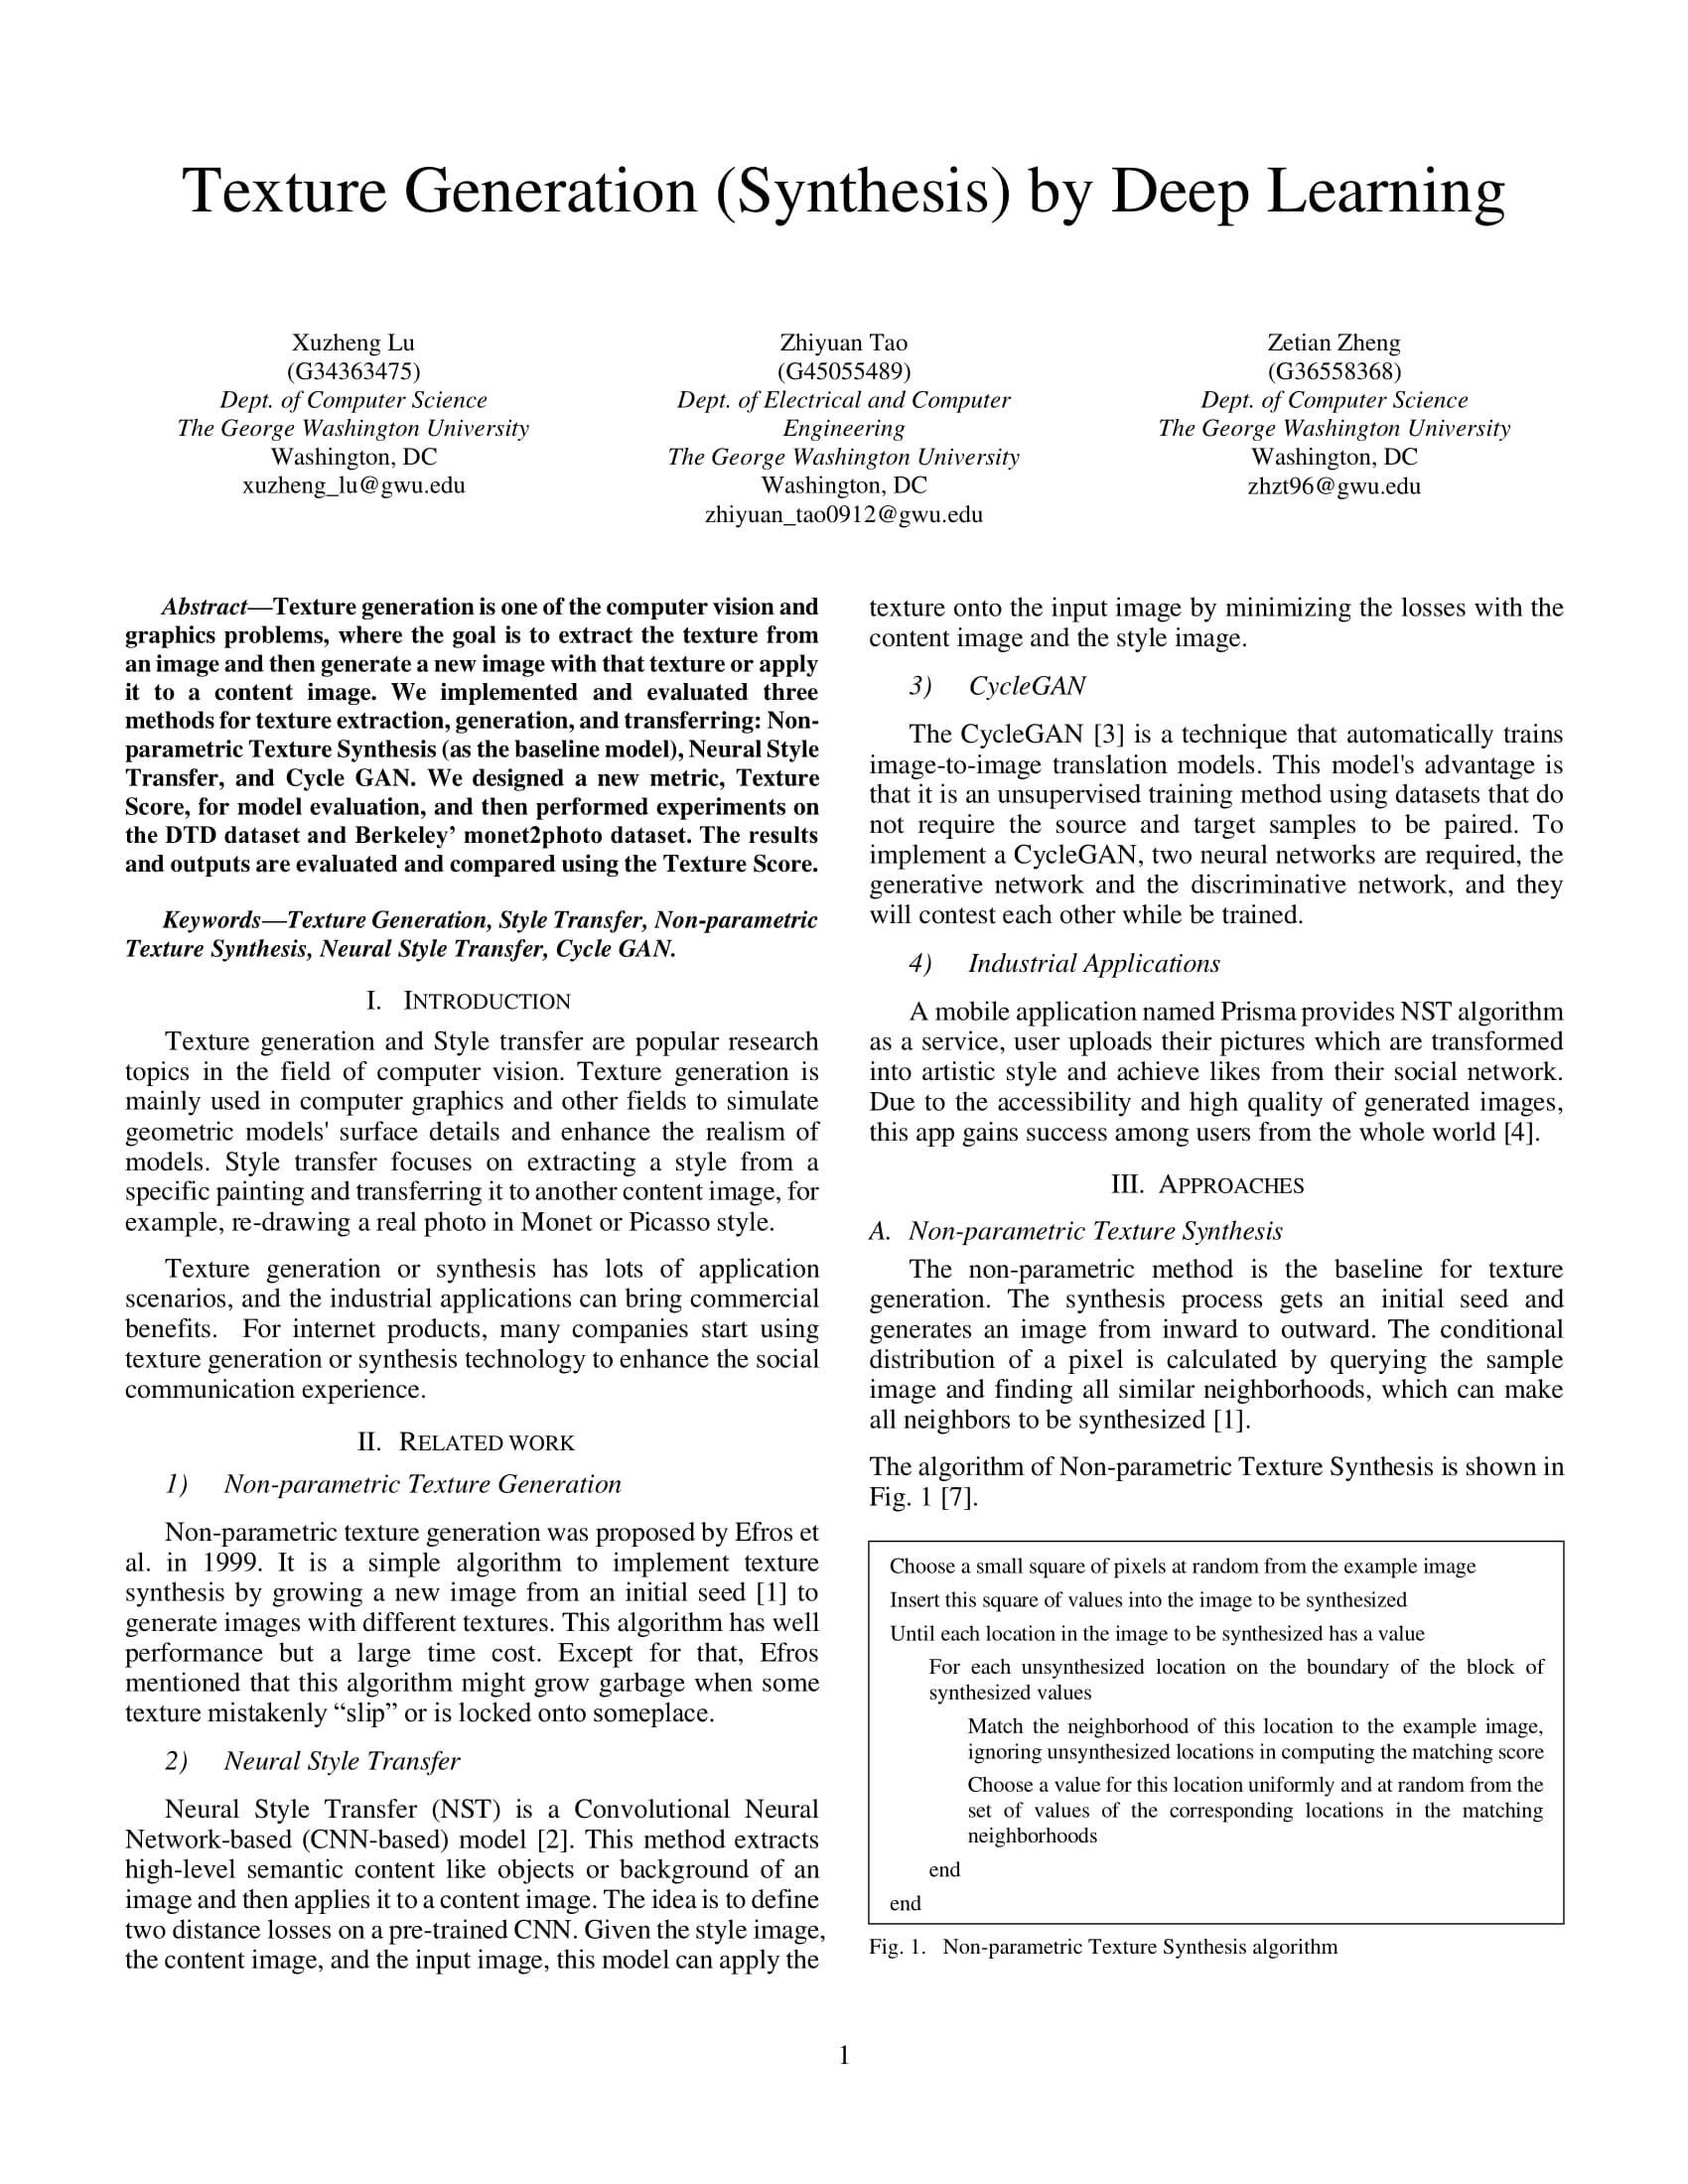 Texture Generation (Synthesis) by Deep Learning
Xuzheng Lu
(G34363475)
Dept. of Computer Science
The George Washington University
Washington, DC
xuzheng_lu@gwu.edu
Zhiyuan Tao
(G45055489)
Dept. of Electrical and Computer
Engineering
The George Washington University
Washington, DC
zhiyuan_tao0912@gwu.edu
Zetian Zheng
(G36558368)
Dept. of Computer Science
The George Washington University
Washington, DC
zhzt96@gwu.edu
Abstract—Texture generation is one of the computer vision and
graphics problems, where the goal is to extract the texture from
an image and then generate a new image with that texture or apply
it to a content image. We implemented and evaluated three
methods for texture extraction, generation, and transferring: Non-
parametric Texture Synthesis (as the baseline model), Neural Style
Transfer, and Cycle GAN. We designed a new metric, Texture
Score, for model evaluation, and then performed experiments on
the DTD dataset and Berkeley’ monet2photo dataset. The results
and outputs are evaluated and compared using the Texture Score.
Keywords—Texture Generation, Style Transfer, Non-parametric
Texture Synthesis, Neural Style Transfer, Cycle GAN.
I. INTRODUCTION
Texture generation and Style transfer are popular research
topics in the field of computer vision. Texture generation is
mainly used in computer graphics and other fields to simulate
geometric models' surface details and enhance the realism of
models. Style transfer focuses on extracting a style from a
specific painting and transferring it to another content image, for
example, re-drawing a real photo in Monet or Picasso style.
Texture generation or synthesis has lots of application
scenarios, and the industrial applications can bring commercial
benefits. For internet products, many companies start using
texture generation or synthesis technology to enhance the social
communication experience.
II. RELATED WORK
1) Non-parametric Texture Generation
Non-parametric texture generation was proposed by Efros et
al. in 1999. It is a simple algorithm to implement texture
synthesis by growing a new image from an initial seed [1] to
generate images with different textures. This algorithm has well
performance but a large time cost. Except for that, Efros
mentioned that this algorithm might grow garbage when some
texture mistakenly “slip” or is locked onto someplace.
2) Neural Style Transfer
Neural Style Transfer (NST) is a Convolutional Neural
Network-based (CNN-based) model [2]. This method extracts
high-level semantic content like objects or background of an
image and then applies it to a content image. The idea is to define
two distance losses on a pre-trained CNN. Given the style image,
the content image, and the input image, this model can apply the
texture onto the input image by minimizing the losses with the
content image and the style image.
3) CycleGAN
The CycleGAN [3] is a technique that automatically trains
image-to-image translation models. This model's advantage is
that it is an unsupervised training method using datasets that do
not require the source and target samples to be paired. To
implement a CycleGAN, two neural networks are required, the
generative network and the discriminative network, and they
will contest each other while be trained.
4) Industrial Applications
A mobile application named Prisma provides NST algorithm
as a service, user uploads their pictures which are transformed
into artistic style and achieve likes from their social network.
Due to the accessibility and high quality of generated images,
this app gains success among users from the whole world [4].
III. APPROACHES
A. Non-parametric Texture Synthesis
The non-parametric method is the baseline for texture
generation. The synthesis process gets an initial seed and
generates an image from inward to outward. The conditional
distribution of a pixel is calculated by querying the sample
image and finding all similar neighborhoods, which can make
all neighbors to be synthesized [1].
The algorithm of Non-parametric Texture Synthesis is shown in
Fig. 1 [7].
Choose a small square of pixels at random from the example image
Insert this square of values into the image to be synthesized
Until each location in the image to be synthesized has a value
For each unsynthesized location on the boundary of the block of
synthesized values
Match the neighborhood of this location to the example image,
ignoring unsynthesized locations in computing the matching score
Choose a value for this location uniformly and at random from the
set of values of the corresponding locations in the matching
neighborhoods
end
end
Fig. 1. Non-parametric Texture Synthesis algorithm
1